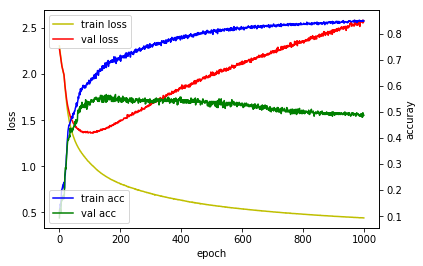 train loss
val loss
train acc
val acc
2.5
2.0
1.5
1.0
0.5
loss
0.8
0.7
0.6
0.5
0.4
0.3
0.2
0.1
accuray
0
200
400
600
800
1000
epoch